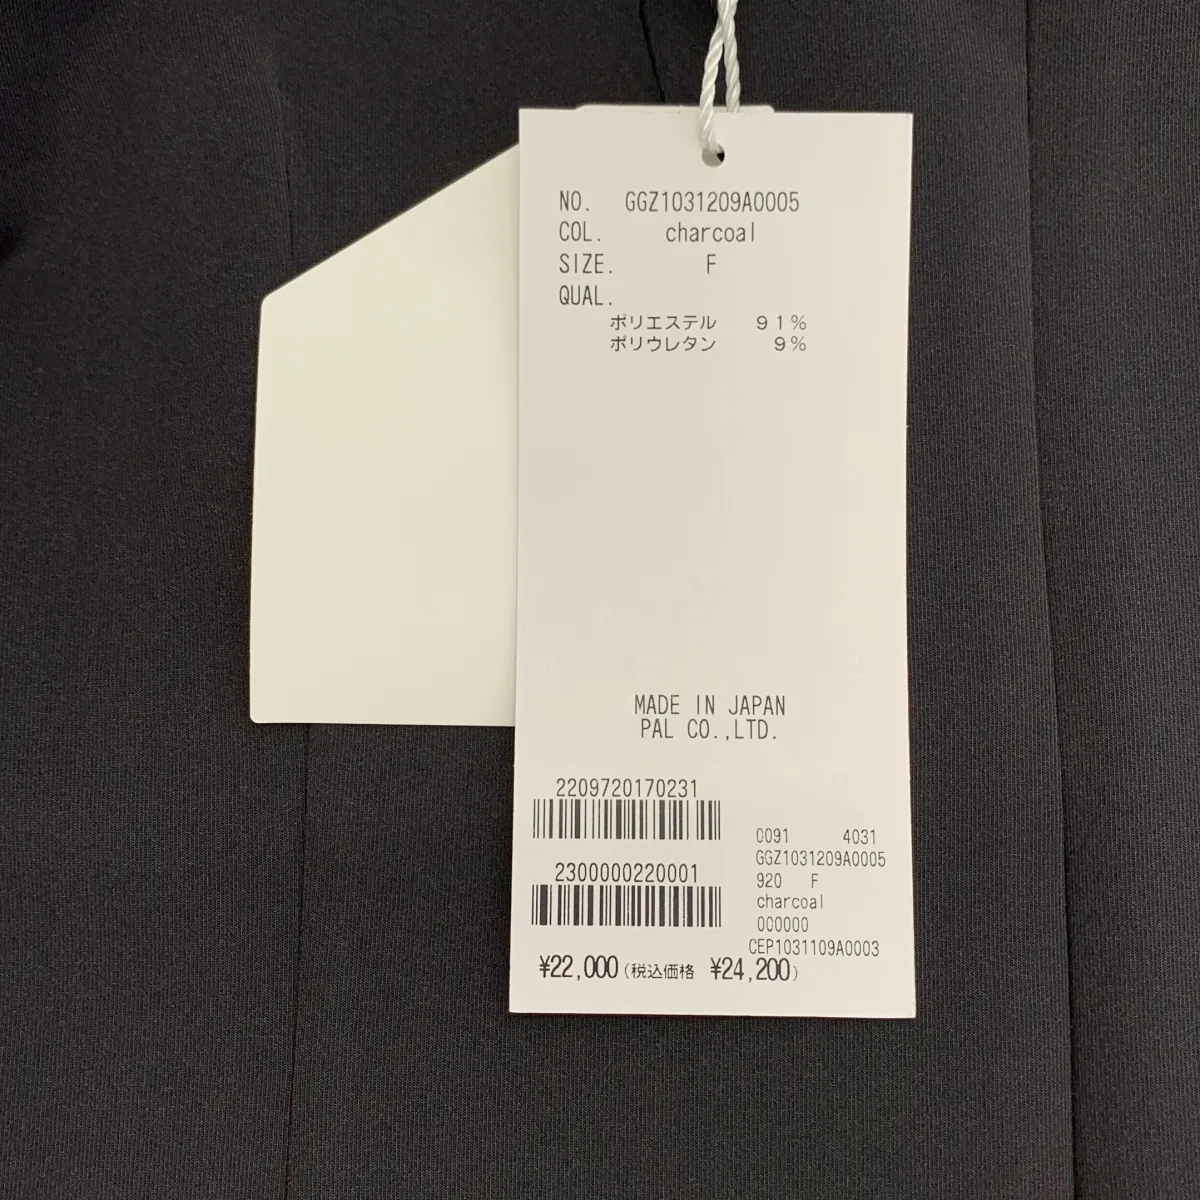 NO. GGZ1031209A0005
COL. charcoal
SIZE. F
QUAL.
ポリエステル 91%
ポリウレタン 9%
MADE IN JAPAN
PAL CO.,LTD.
2209720170231
2300000220001
0091 4031
GGZ1031209A0005
920 F
charcoal
000000
CEP1031109A0003
¥22,000(税込価格 ¥24,200)